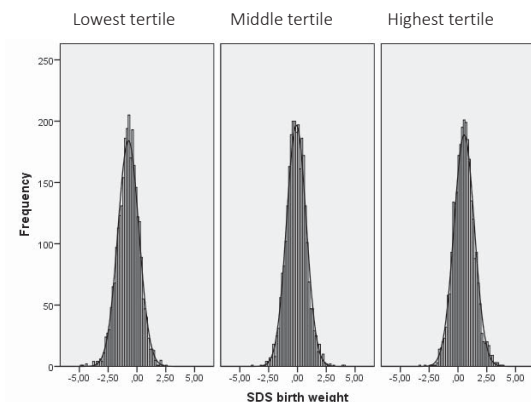 Lowest tertile Middle tertile Highest tertile
250
200
150
100
50
0
Frequency
-5,00 -2,50 ,00 2,50 5,00 -5,00 -2,50 ,00 2,50 5,00 -5,00 -2,50 ,00 2,50 5,00
SDS birth weight